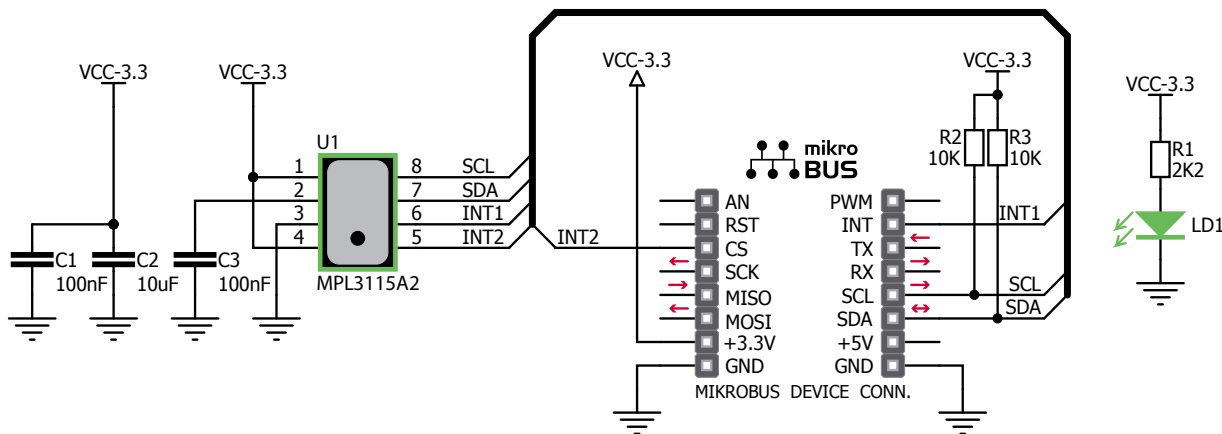 VCC-3.3
VCC-3.3
VCC-3.3
VCC-3.3
VCC-3.3
U1
1
2
3
4
8
7
6
5
SCL
SDA
INT1
INT2
MPL3115A2
C1
100nF
C2
10uF
C3
100nF
INT2
mikro
BUS
AN
RST
CS
SCK
MISO
MOSI
+3.3V
GND
PWM
INT
TX
RX
SCL
SDA
+5V
GND
MIKROBUS DEVICE CONN.
R2
10K
R3
10K
INT1
SCL
SDA
R1
2K2
LD1